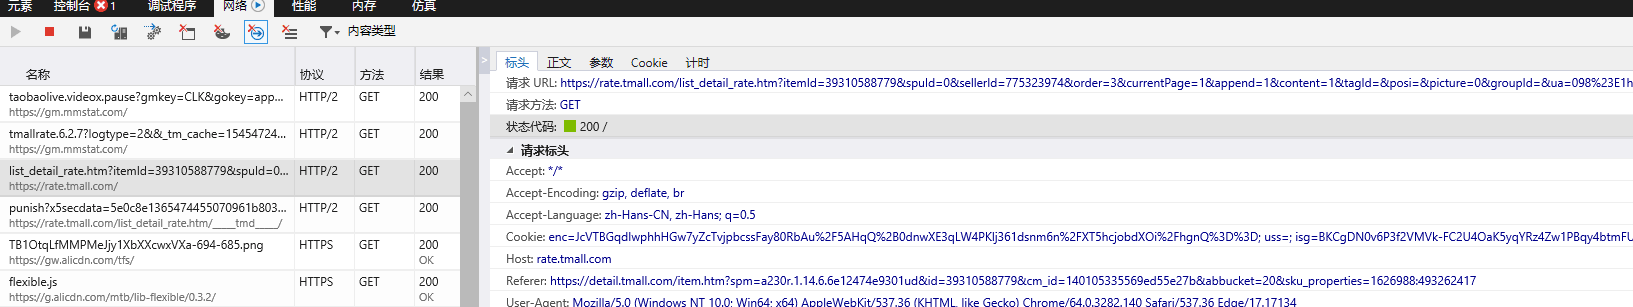 元素 控制台 1 调试程序 网络 性能 内存 仿真
内容类型
名称 协议 方法 结果
taobaolive.videox.pause?gmkey=CLK&gokey=app... HTTP/2 GET 200
https://gm.mmstat.com/
tmallrate.6.2.7?logtype=2&&_tm_cache=15454724... HTTP/2 GET 200
https://gm.mmstat.com/
list_detail_rate.htm?itemId=39310588779&spuId=0... HTTP/2 GET 200
https://rate.tmall.com/
punish?x5secdata=5e0c8e1365474455070961b803... HTTP/2 GET 200
https://rate.tmall.com/list_detail_rate.htm/_____tmd_____/
TB1OtqLfMMPMeJjy1XbXXcwxVXa-694-685.png HTTPS GET 200
https://gw.alicdn.com/tfs/ OK
flexible.js HTTPS GET 200
https://g.alicdn.com/mtb/lib-flexible/0.3.2/ OK
标头 正文 参数 Cookie 计时
请求 URL: https://rate.tmall.com/list_detail_rate.htm?itemId=39310588779&spuId=0&sellerId=775323974&order=3&currentPage=1&append=1&content=1&tagId=&posi=&picture=0&groupId=&ua=098%23E1h
请求方法: GET
状态代码: 200 /
请求标头
Accept: */*
Accept-Encoding: gzip, deflate, br
Accept-Language: zh-Hans-CN, zh-Hans; q=0.5
Cookie: enc=JcVTBGqdIwphhHGw7yZcTvjpbcssFay80RbAu%2F5AHqQ%2B0dnwXE3qLW4PKIj361dsnm6n%2FXT5hcjobdXOi%2FhgnQ%3D%3D; uss=; isg=BKCgDN0v6P3f2VMVk-FC2U4OaK5yqYRz4Zw1PBqy4btmFU
Host: rate.tmall.com
Referer: https://detail.tmall.com/item.htm?spm=a230r.1.14.6.6e12474e9301ud&id=39310588779&cm_id=140105335569ed55e27b&abbucket=20&sku_properties=1626988:493262417
User-Agent: Mozilla/5.0 (Windows NT 10.0; Win64; x64) AppleWebKit/537.36 (KHTML, like Gecko) Chrome/64.0.3282.140 Safari/537.36 Edge/17.17134